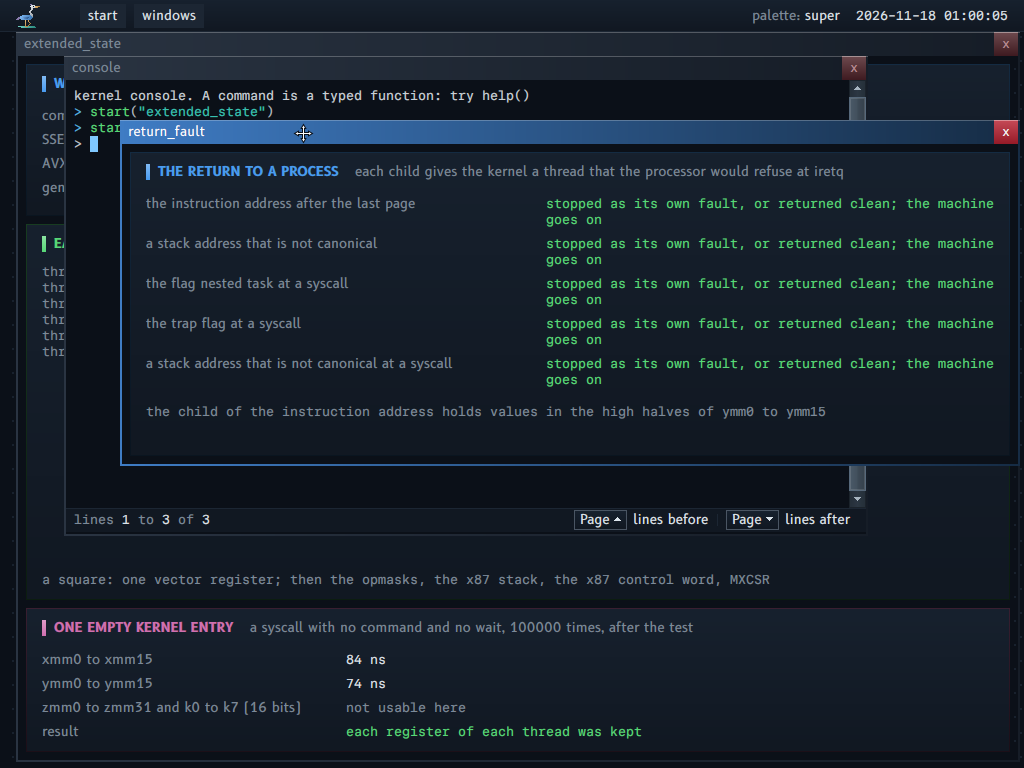 start windows palette: super 2026-11-18 01:00:05
extended_state x
console x
kernel console. A command is a typed function: try help()
> start("extended_state")
>
>
return_fault x
THE RETURN TO A PROCESS each child gives the kernel a thread that the processor would refuse at iretq
the instruction address after the last page stopped as its own fault, or returned clean; the machine
goes on
a stack address that is not canonical stopped as its own fault, or returned clean; the machine
goes on
the flag nested task at a syscall stopped as its own fault, or returned clean; the machine
goes on
the trap flag at a syscall stopped as its own fault, or returned clean; the machine
goes on
a stack address that is not canonical at a syscall stopped as its own fault, or returned clean; the machine
goes on
the child of the instruction address holds values in the high halves of ymm0 to ymm15
lines 1 to 3 of 3 Page lines before Page lines after
a square: one vector register; then the opmasks, the x87 stack, the x87 control word, MXCSR
ONE EMPTY KERNEL ENTRY a syscall with no command and no wait, 100000 times, after the test
xmm0 to xmm15 84 ns
ymm0 to ymm15 74 ns
zmm0 to zmm31 and k0 to k7 [16 bits] not usable here
result each register of each thread was kept